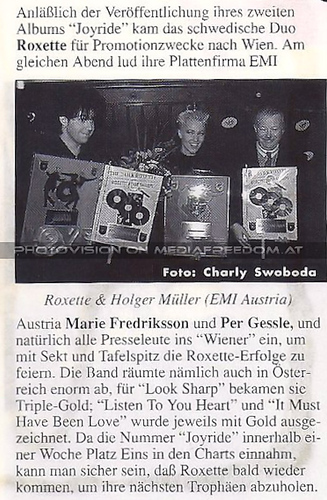 Anläßlich der Veröffentlichung ihres zweiten
Albums “Joyride” kam das schwedische Duo
Roxette für Promotionzwecke nach Wien. Am
gleichen Abend lud ihre Plattenfirma EMI
PHOTOVISION ON MEDIAFREEDOM.AT
Foto: Charly Swoboda
Roxette & Holger Müller (EMI Austria)
Austria Marie Fredriksson und Per Gessle, und
natürlich alle Presseleute ins “Wiener” ein, um
mit Sekt und Tafelspitz die Roxette-Erfolge zu
feiern. Die Band räumte nämlich auch in Öster-
reich enorm ab, für “Look Sharp” bekamen sie
Triple-Gold; “Listen To You Heart” und “It Must
Have Been Love” wurde jeweils mit Gold ausge-
zeichnet. Da die Nummer “Joyride” innerhalb ei-
ner Woche Platz Eins in den Charts einnahm,
kann man sicher sein, daß Roxette bald wieder
kommen, um ihre nächsten Trophäen abzuholen.